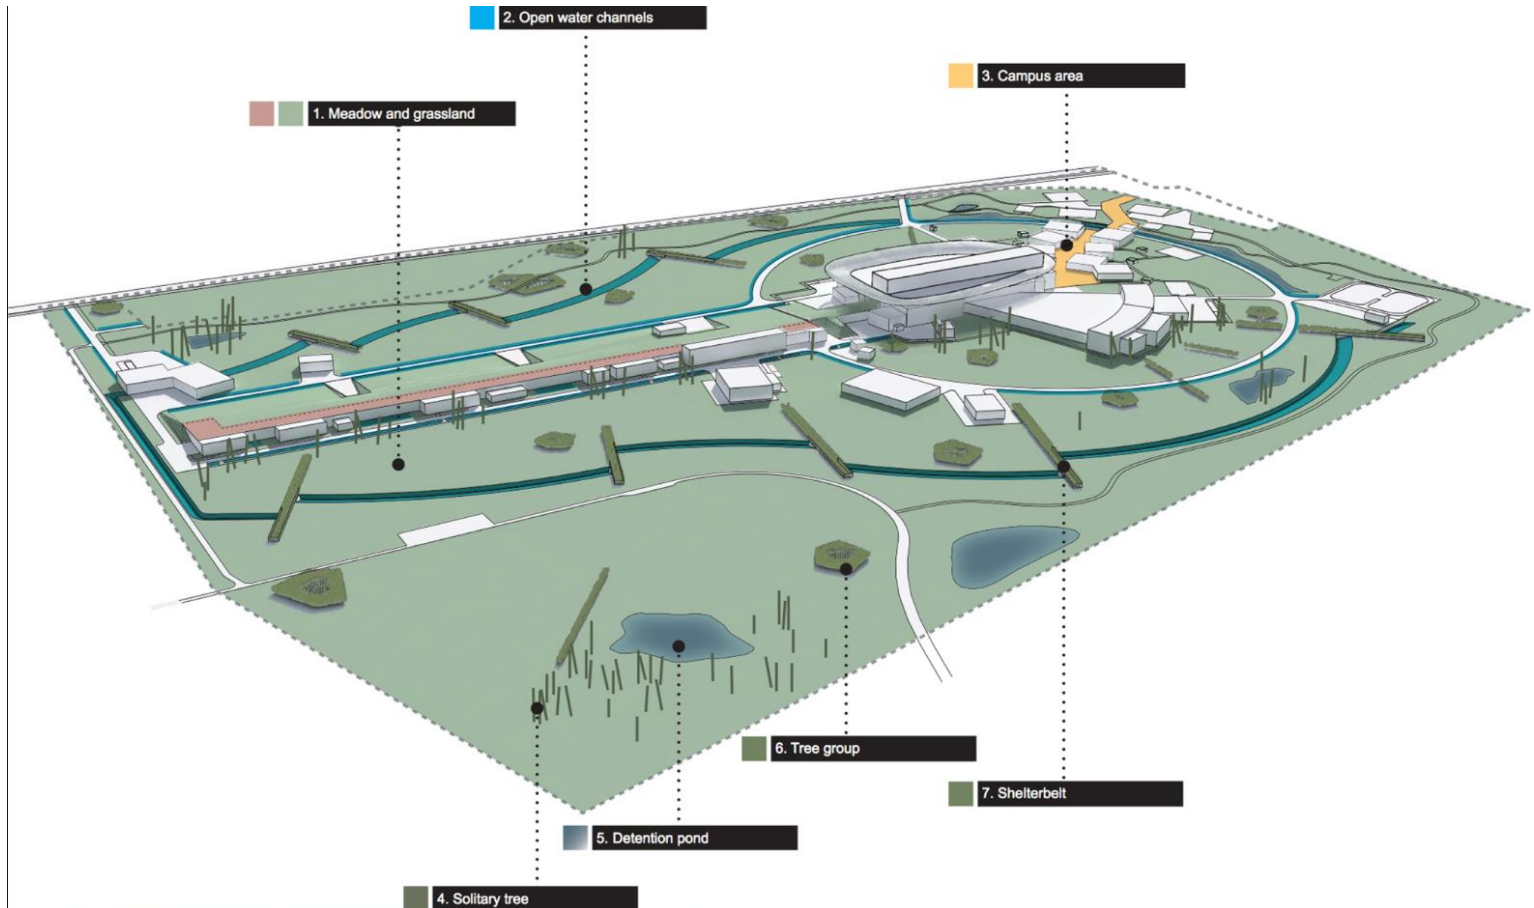 2. Open water channels
3. Campus area
1. Meadow and grassland
6. Tree group
7. Shelterbelt
5. Detention pond
4. Solitary tree